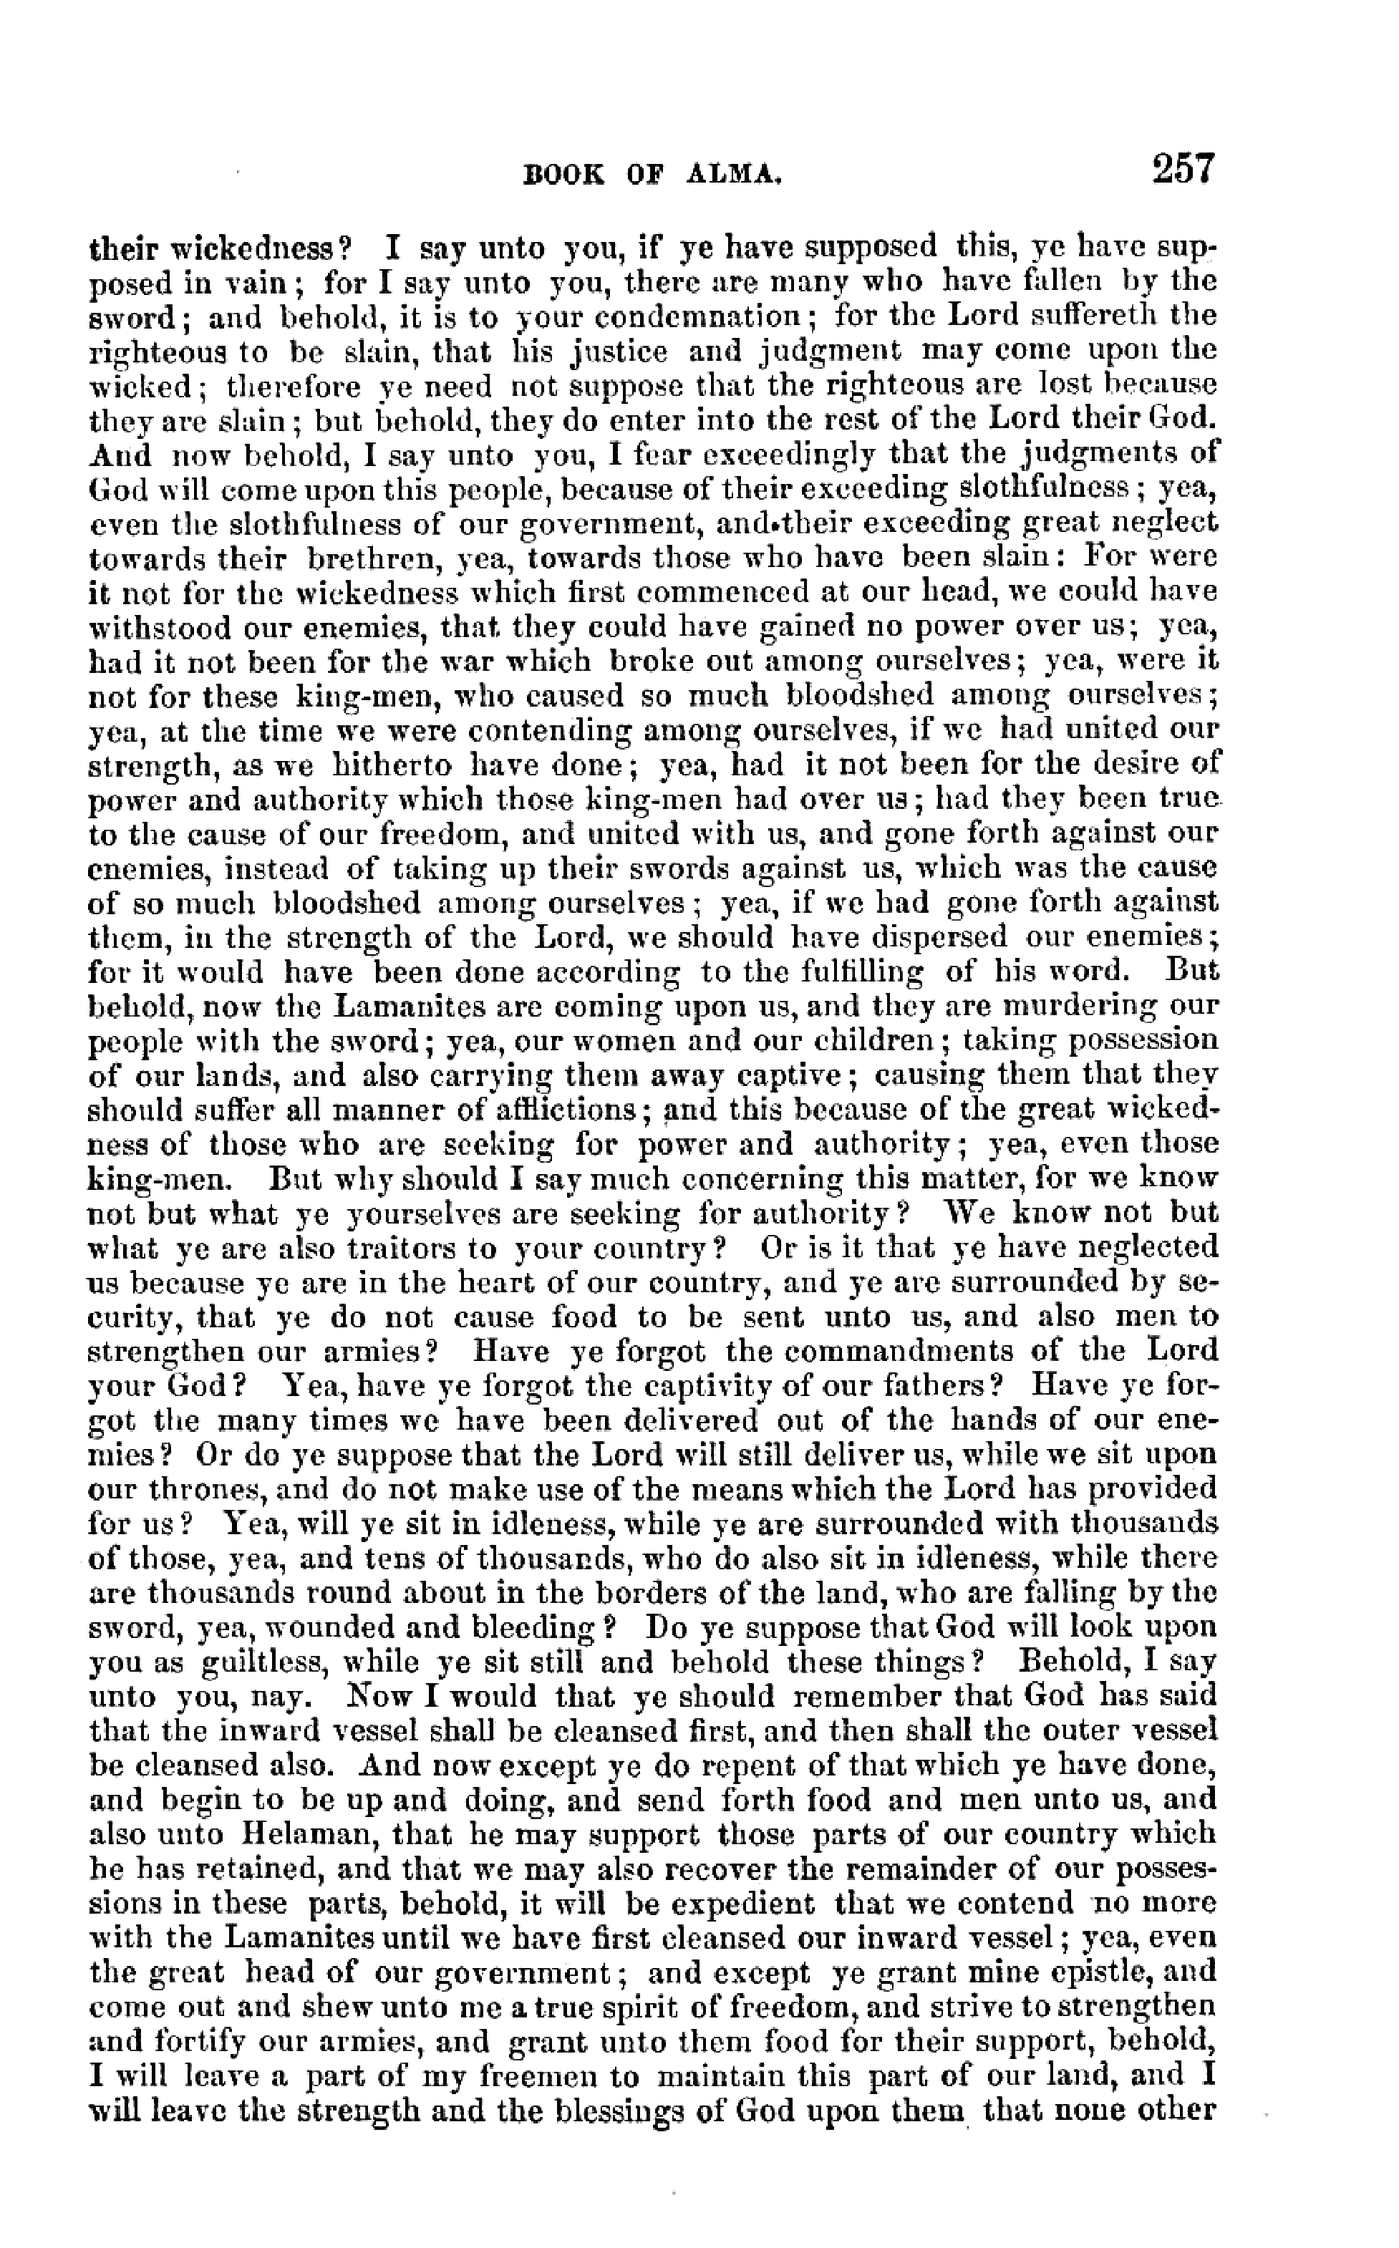 BOOK OF ALMA. 257
their wickedness? I say unto you, if ye have supposed this, ye have sup-
posed in vain; for I say unto you, there are many who have fallen by the
sword; and behold, it is to your condemnation; for the Lord suffereth the
righteous to be slain, that his justice and judgment may come upon the
wicked; therefore ye need not suppose that the righteous are lost because
they are slain; but behold, they do enter into the rest of the Lord their God.
And now behold, I say unto you, I fear exceedingly that the judgments of
God will come upon this people, because of their exceeding slothfulness; yea,
even the slothfulness of our government, and their exceeding great neglect
towards their brethren, yea, towards those who have been slain: For were
it not for the wickedness which first commenced at our head, we could have
withstood our enemies, that they could have gained no power over us; yea,
had it not been for the war which broke out among ourselves; yea, were it
not for these king-men, who caused so much bloodshed among ourselves;
yea, at the time we were contending among ourselves, if we had united our
strength, as we hitherto have done; yea, had it not been for the desire of
power and authority which those king-men had over us; had they been true
to the cause of our freedom, and united with us, and gone forth against our
enemies, instead of taking up their swords against us, which was the cause
of so much bloodshed among ourselves; yea, if we had gone forth against
them, in the strength of the Lord, we should have dispersed our enemies;
for it would have been done according to the fulfilling of his word. But
behold, now the Lamanites are coming upon us, and they are murdering our
people with the sword; yea, our women and our children; taking possession
of our lands, and also carrying them away captive; causing them that they
should suffer all manner of afflictions; and this because of the great wicked-
ness of those who are seeking for power and authority; yea, even those
king-men. But why should I say much concerning this matter, for we know
not but what ye yourselves are seeking for authority? We know not but
what ye are also traitors to your country? Or is it that ye have neglected
us because ye are in the heart of our country, and ye are surrounded by se-
curity, that ye do not cause food to be sent unto us, and also men to
strengthen our armies? Have ye forgot the commandments of the Lord
your God? Yea, have ye forgot the captivity of our fathers? Have ye for-
got the many times we have been delivered out of the hands of our ene-
mies? Or do ye suppose that the Lord will still deliver us, while we sit upon
our thrones, and do not make use of the means which the Lord has provided
for us? Yea, will ye sit in idleness, while ye are surrounded with thousands
of those, yea, and tens of thousands, who do also sit in idleness, while there
are thousands round about in the borders of the land, who are falling by the
sword, yea, wounded and bleeding? Do ye suppose that God will look upon
you as guiltless, while ye sit still and behold these things? Behold, I say
unto you, nay. Now I would that ye should remember that God has said
that the inward vessel shall be cleansed first, and then shall the outer vessel
be cleansed also. And now except ye do repent of that which ye have done,
and begin to be up and doing, and send forth food and men unto us, and
also unto Helaman, that he may support those parts of our country which
he has retained, and that we may also recover the remainder of our posses-
sions in these parts, behold, it will be expedient that we contend no more
with the Lamanites until we have first cleansed our inward vessel; yea, even
the great head of our government; and except ye grant mine epistle, and
come out and shew unto me a true spirit of freedom, and strive to strengthen
and fortify our armies, and grant unto them food for their support, behold,
I will leave a part of my freemen to maintain this part of our land, and I
will leave the strength and the blessings of God upon them that none other